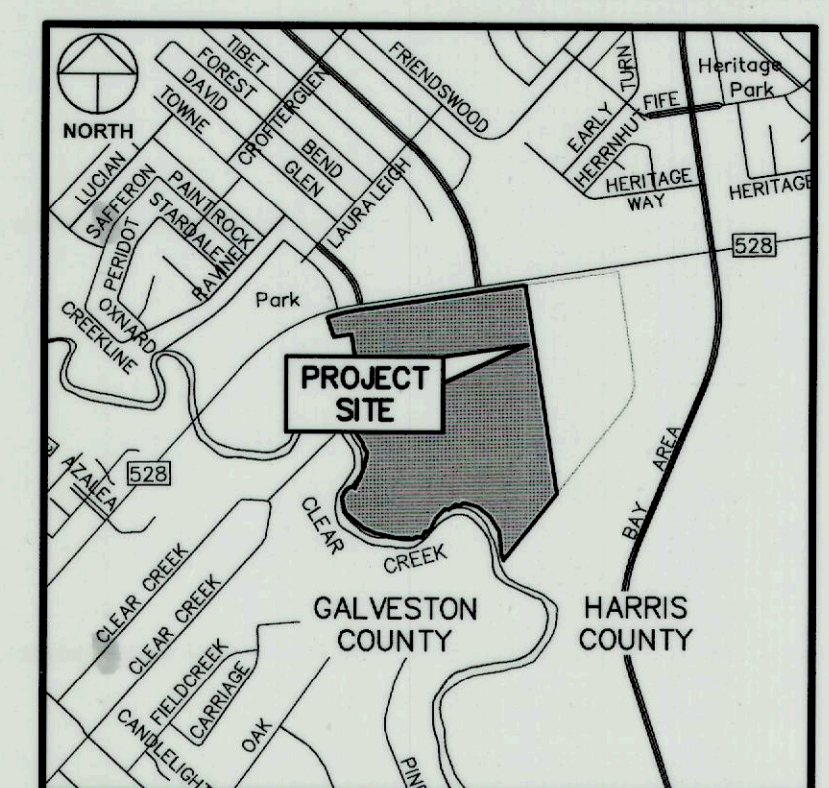 NORTH
TIBET
FOREST
DAVID
TOWNE
CROFTERGLEN
BEND
GLEN
LAURALEIGH
FRIENDSWOOD
EARLY
TURN
HERRNHUT
FIFE
Heritage
Park
HERITAGE
WAY
HERITAGE
528
LUCIAN
SAFFERON
PAINTROCK
STARDALE
RAVINE
PERIDOT
OXNARD
CREEKLINE
Park
PROJECT
SITE
AZALEA
528
CLEAR
CREEK
BAY AREA
CLEAR CREEK
CLEAR CREEK
GALVESTON
COUNTY
HARRIS
COUNTY
FIELDCREEK
CARRIAGE
CANDLELIGHT
OAK